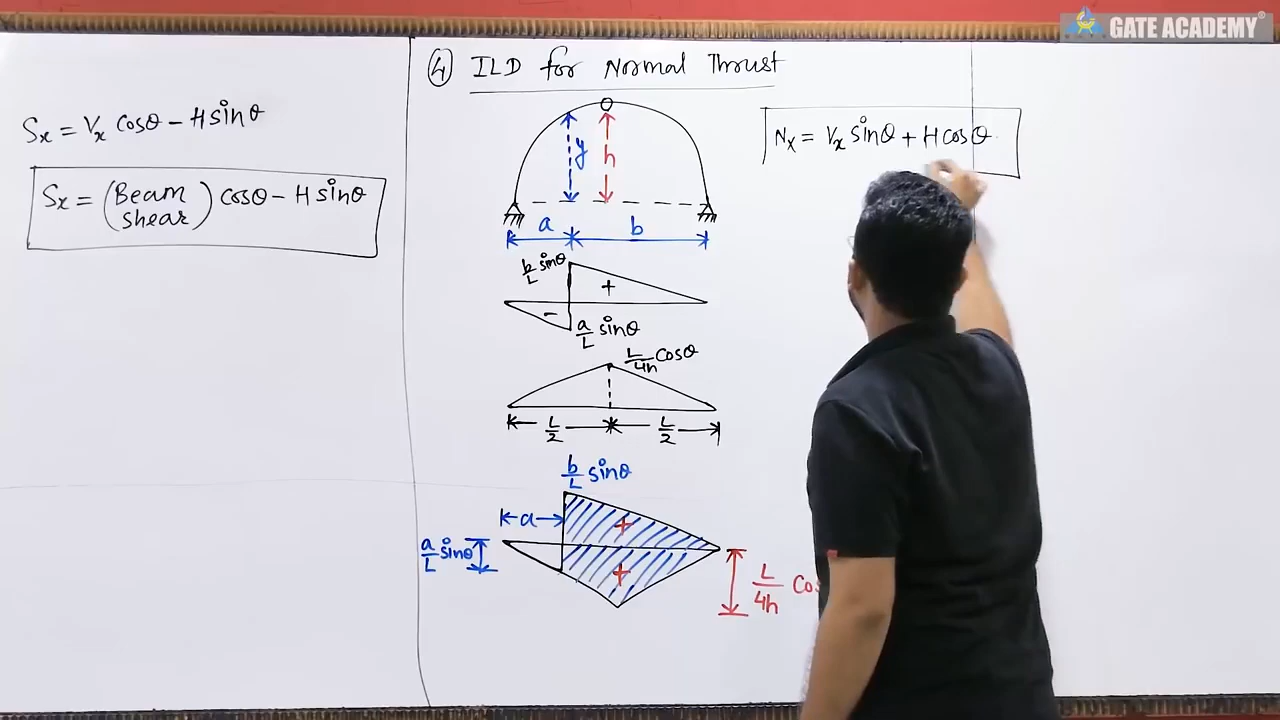 GATE ACADEMY®
Sx = Vx cosθ - H sinθ
Sx = (Beam shear) cosθ - H sinθ
④ ILD for Normal Thrust
Nx = Vx sinθ + H cosθ
y
h
a
b
b/L sinθ
+
-
a/L sinθ
L/4h cosθ
L/2
L/2
b/L sinθ
a
a/L sinθ
+
+
L/4h